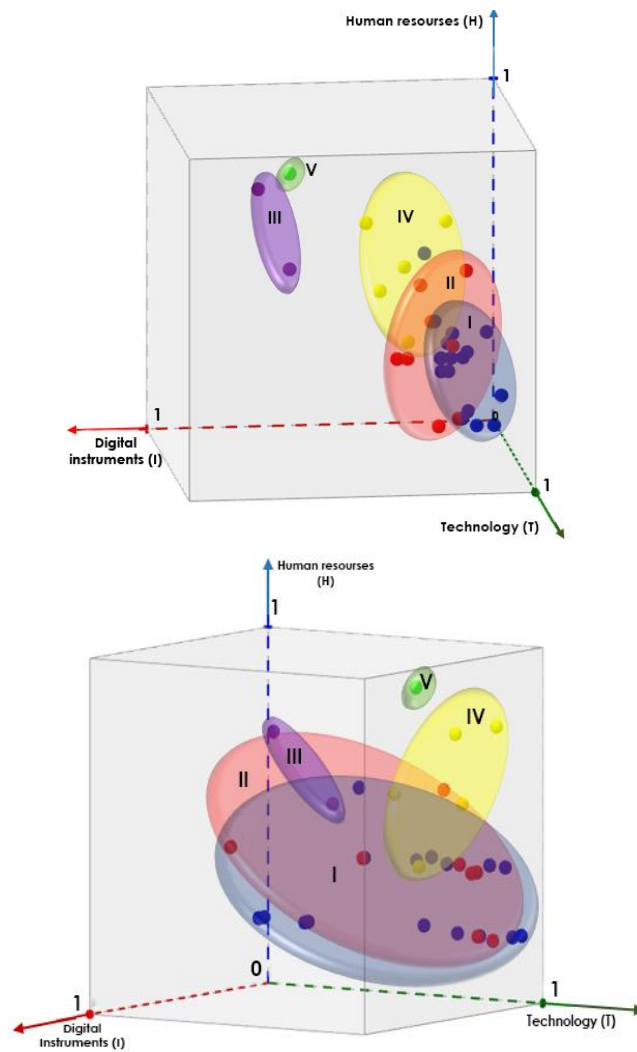 Human resourses (H)
1
V
III
IV
II
I
1
0
Digital
instruments (I)
1
Technology (T)
Human resourses
(H)
1
V
IV
III
II
I
0
1
1
Digital
Instruments (I)
Technology (T)